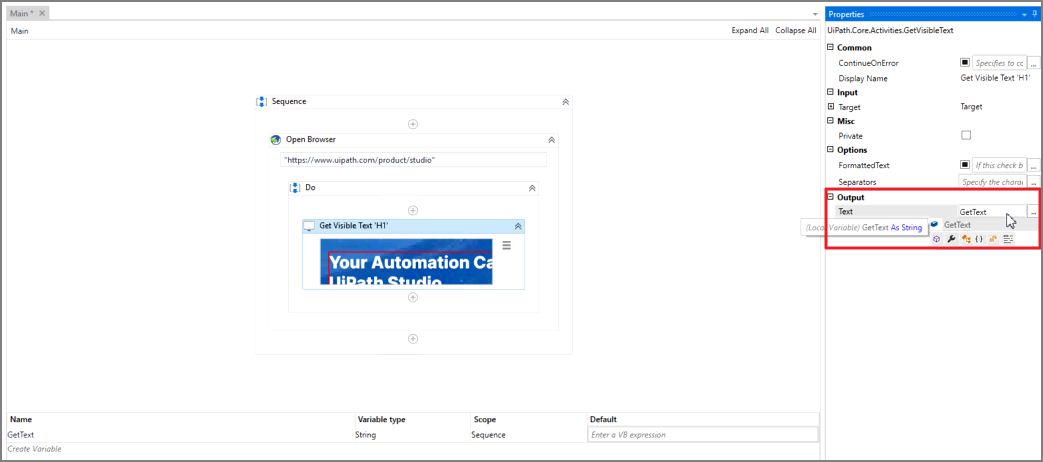 Main * ✕
Properties
Main
Expand All Collapse All
UiPath.Core.Activities.GetVisibleText
Common
ContinueOnError Specifies to cc ...
Display Name Get Visible Text 'H1'
Input
Target Target
Misc
Private
Options
FormattedText If this check b ...
Separators Specify the charac ...
Output
Text GetText ...
(Local Variable) GetText As String
GetText
Sequence
Open Browser
"https://www.uipath.com/product/studio"
Do
Get Visible Text 'H1'
Your Automation Ca
UiPath Studio
Name Variable type Scope Default
GetText String Sequence Enter a VB expression
Create Variable